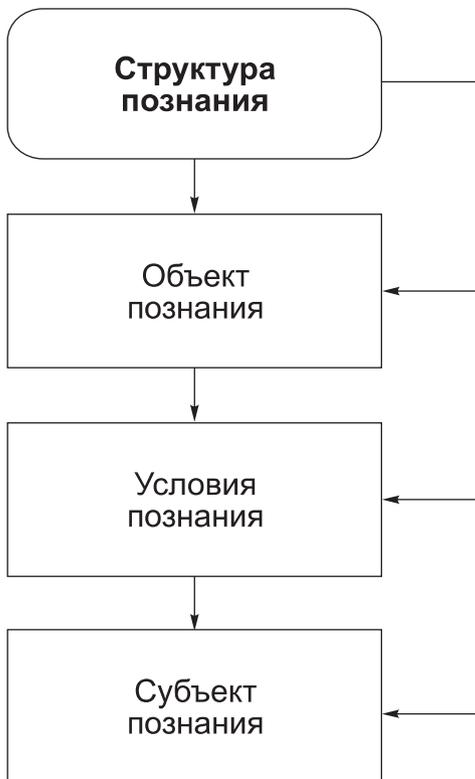 Структура
познания
Объект
познания
Условия
познания
Субъект
познания